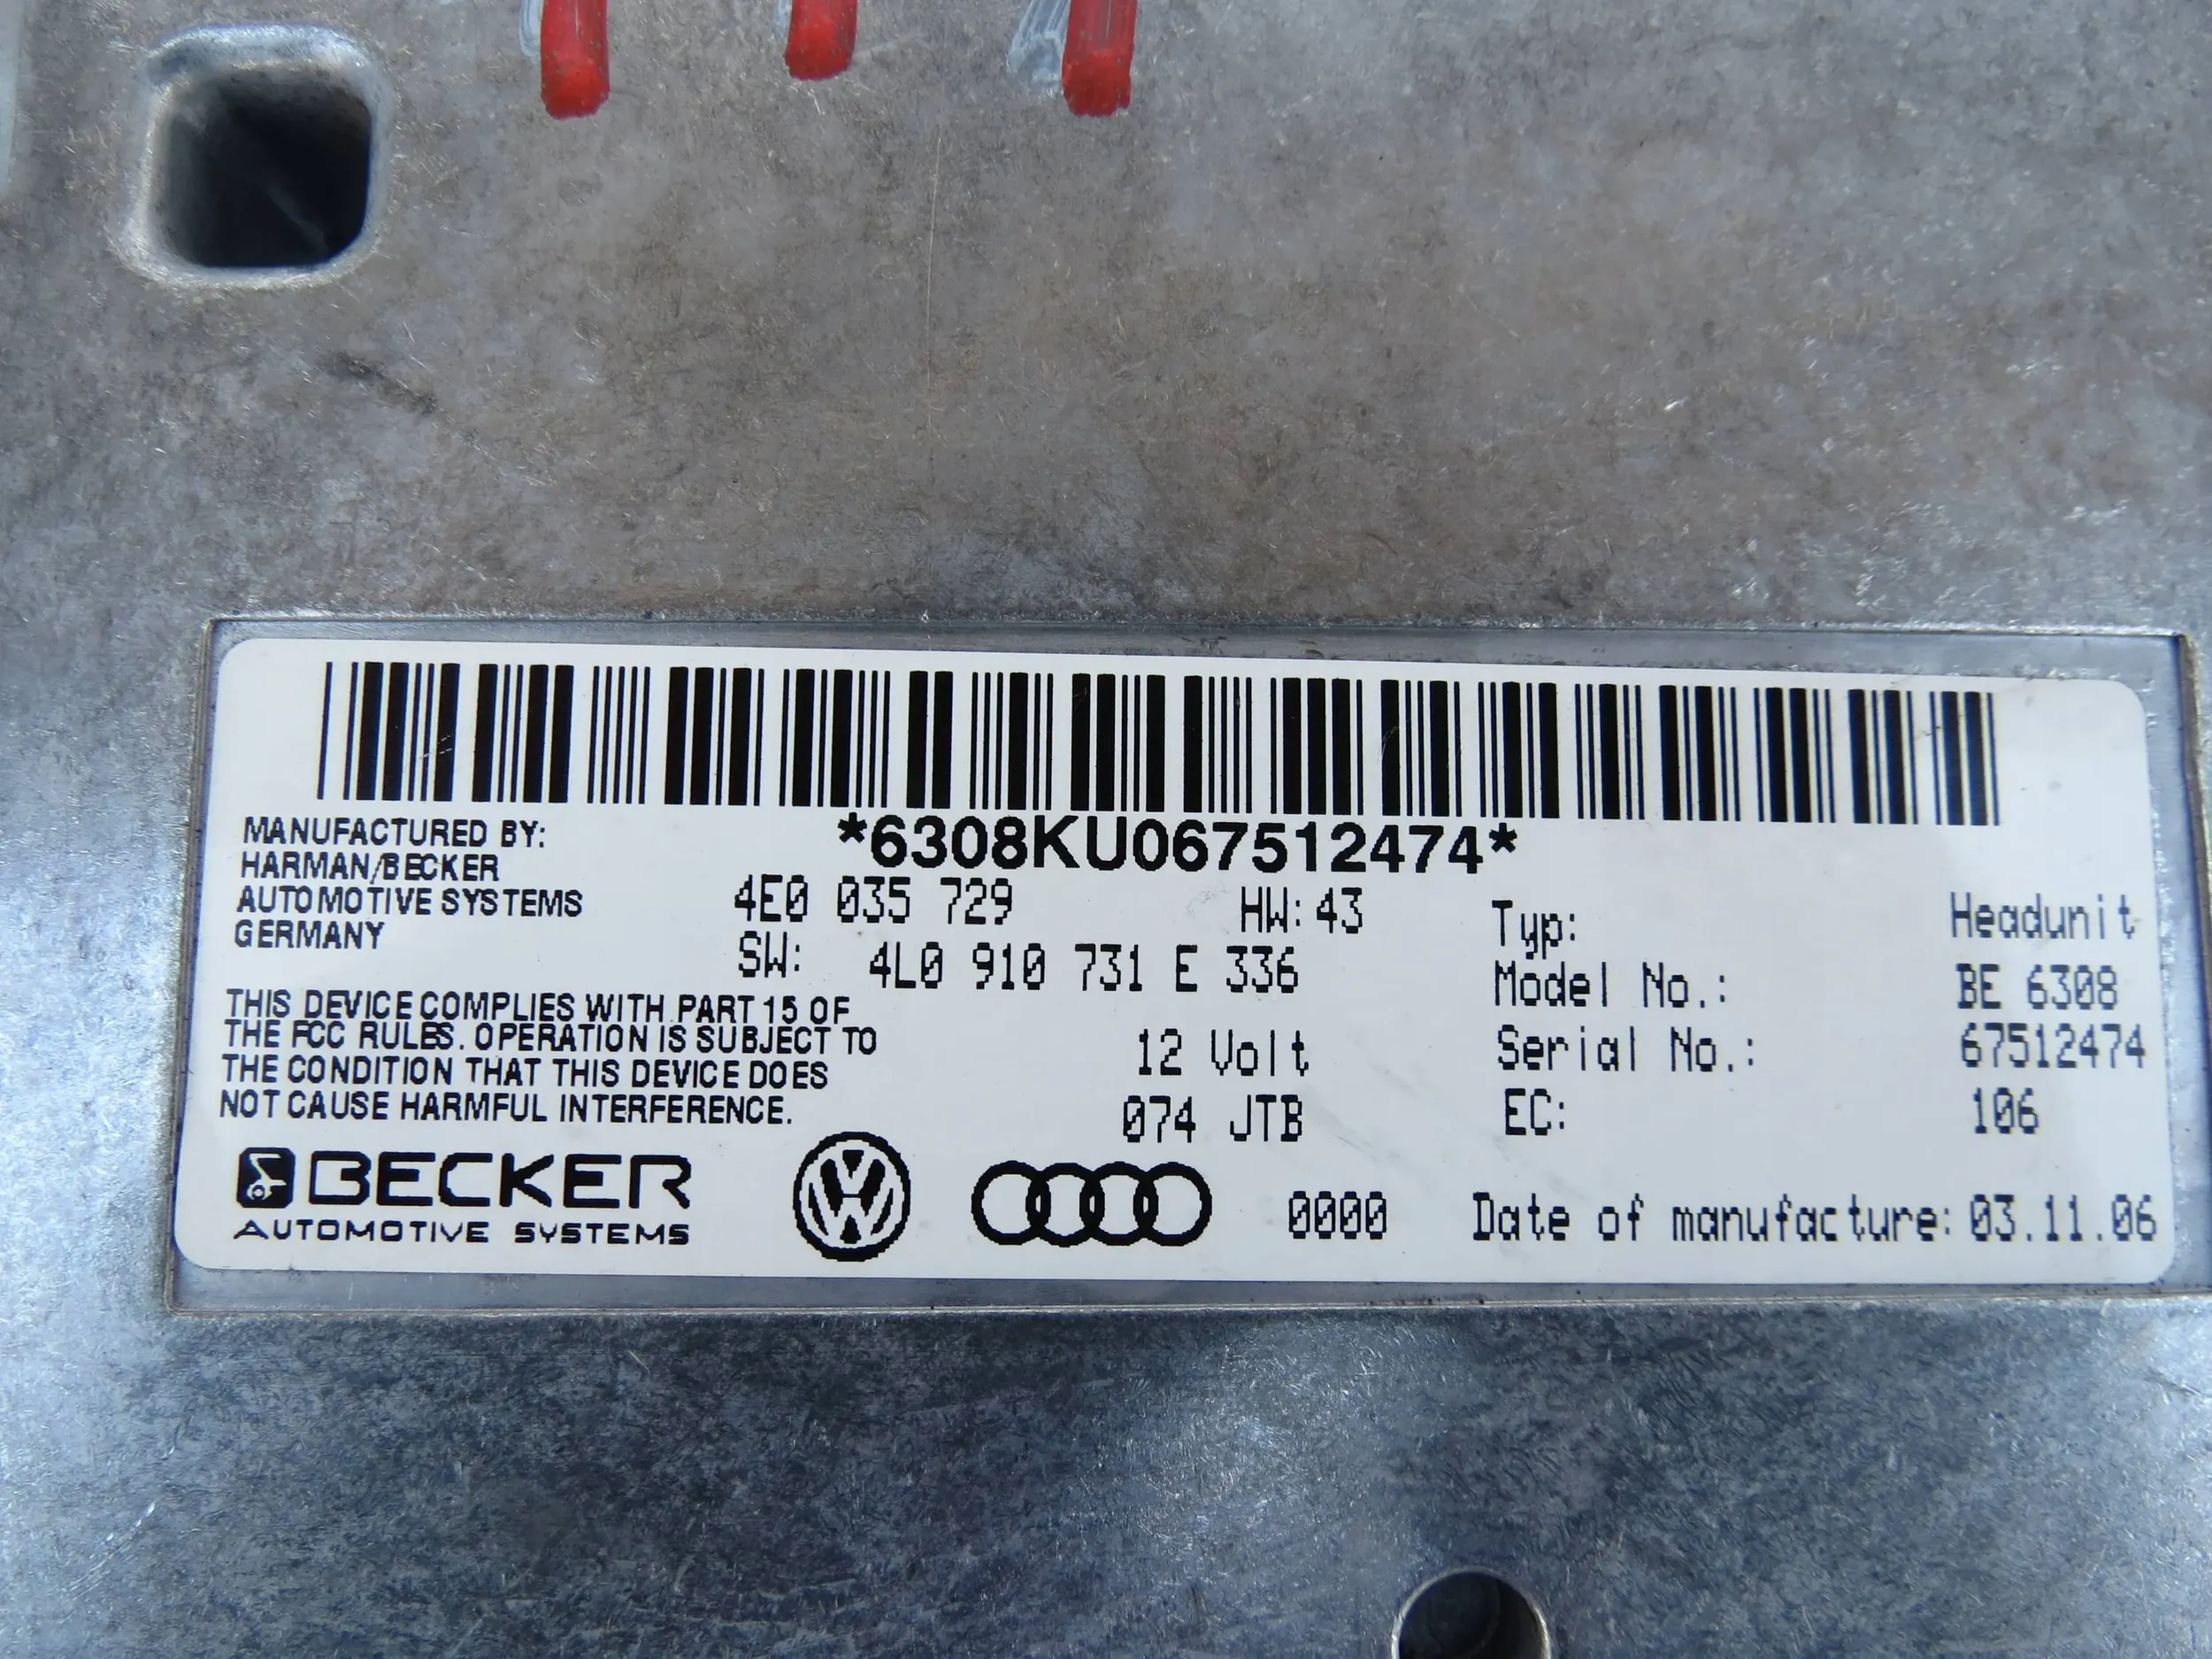 *6308KU067512474*
MANUFACTURED BY:
HARMAN/BECKER
AUTOMOTIVE SYSTEMS
GERMANY
4E0 035 729 HW:43
SW: 4L0 910 731 E 336
THIS DEVICE COMPLIES WITH PART 15 OF
THE FCC RULES. OPERATION IS SUBJECT TO
THE CONDITION THAT THIS DEVICE DOES
NOT CAUSE HARMFUL INTERFERENCE.
12 Volt
074 JTB
Typ: Headunit
Model No.: BE 6308
Serial No.: 67512474
EC: 106
BECKER
AUTOMOTIVE SYSTEMS
VW
0000
Date of manufacture: 03.11.06